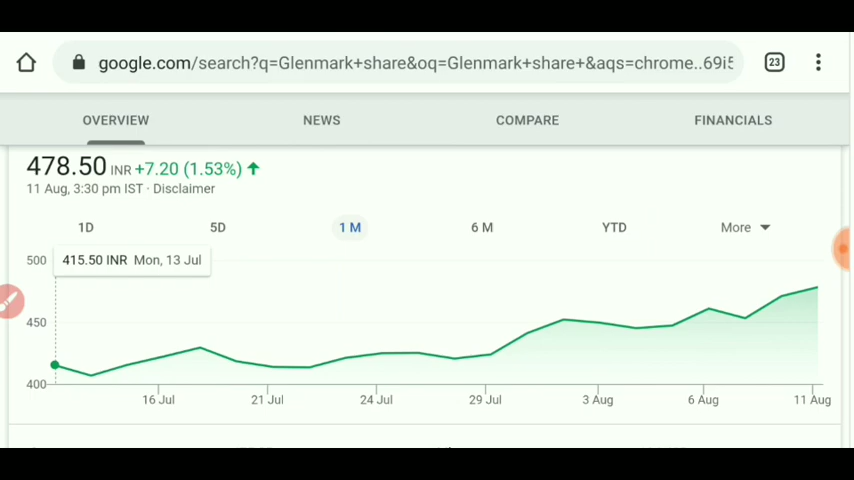 google.com/search?q=Glenmark+share&oq=Glenmark+share+&aqs=chrome..69i5
23
OVERVIEW NEWS COMPARE FINANCIALS
478.50 INR +7.20 (1.53%)
11 Aug, 3:30 pm IST · Disclaimer
1D 5D 1 M 6 M YTD More
500
415.50 INR Mon, 13 Jul
450
400
16 Jul 21 Jul 24 Jul 29 Jul 3 Aug 6 Aug 11 Aug